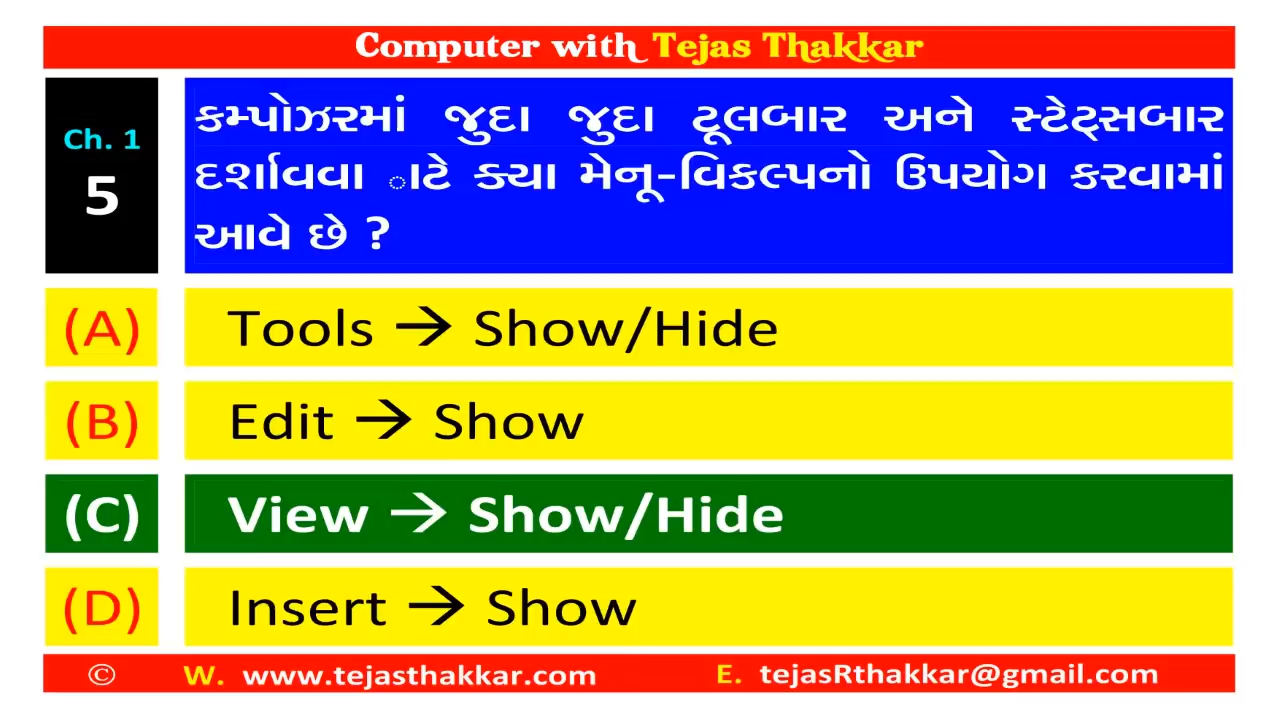 Computer with Tejas Thakkar
Ch. 1
5
કમ્પોઝરમાં જુદા જુદા ટૂલબાર અને સ્ટેટ્સબાર
દર્શાવવા ાટે ક્યા મેનૂ-વિકલ્પનો ઉપયોગ કરવામાં
આવે છે ?
(A) Tools → Show/Hide
(B) Edit → Show
(C) View → Show/Hide
(D) Insert → Show
© W. www.tejasthakkar.com E. tejasRthakkar@gmail.com